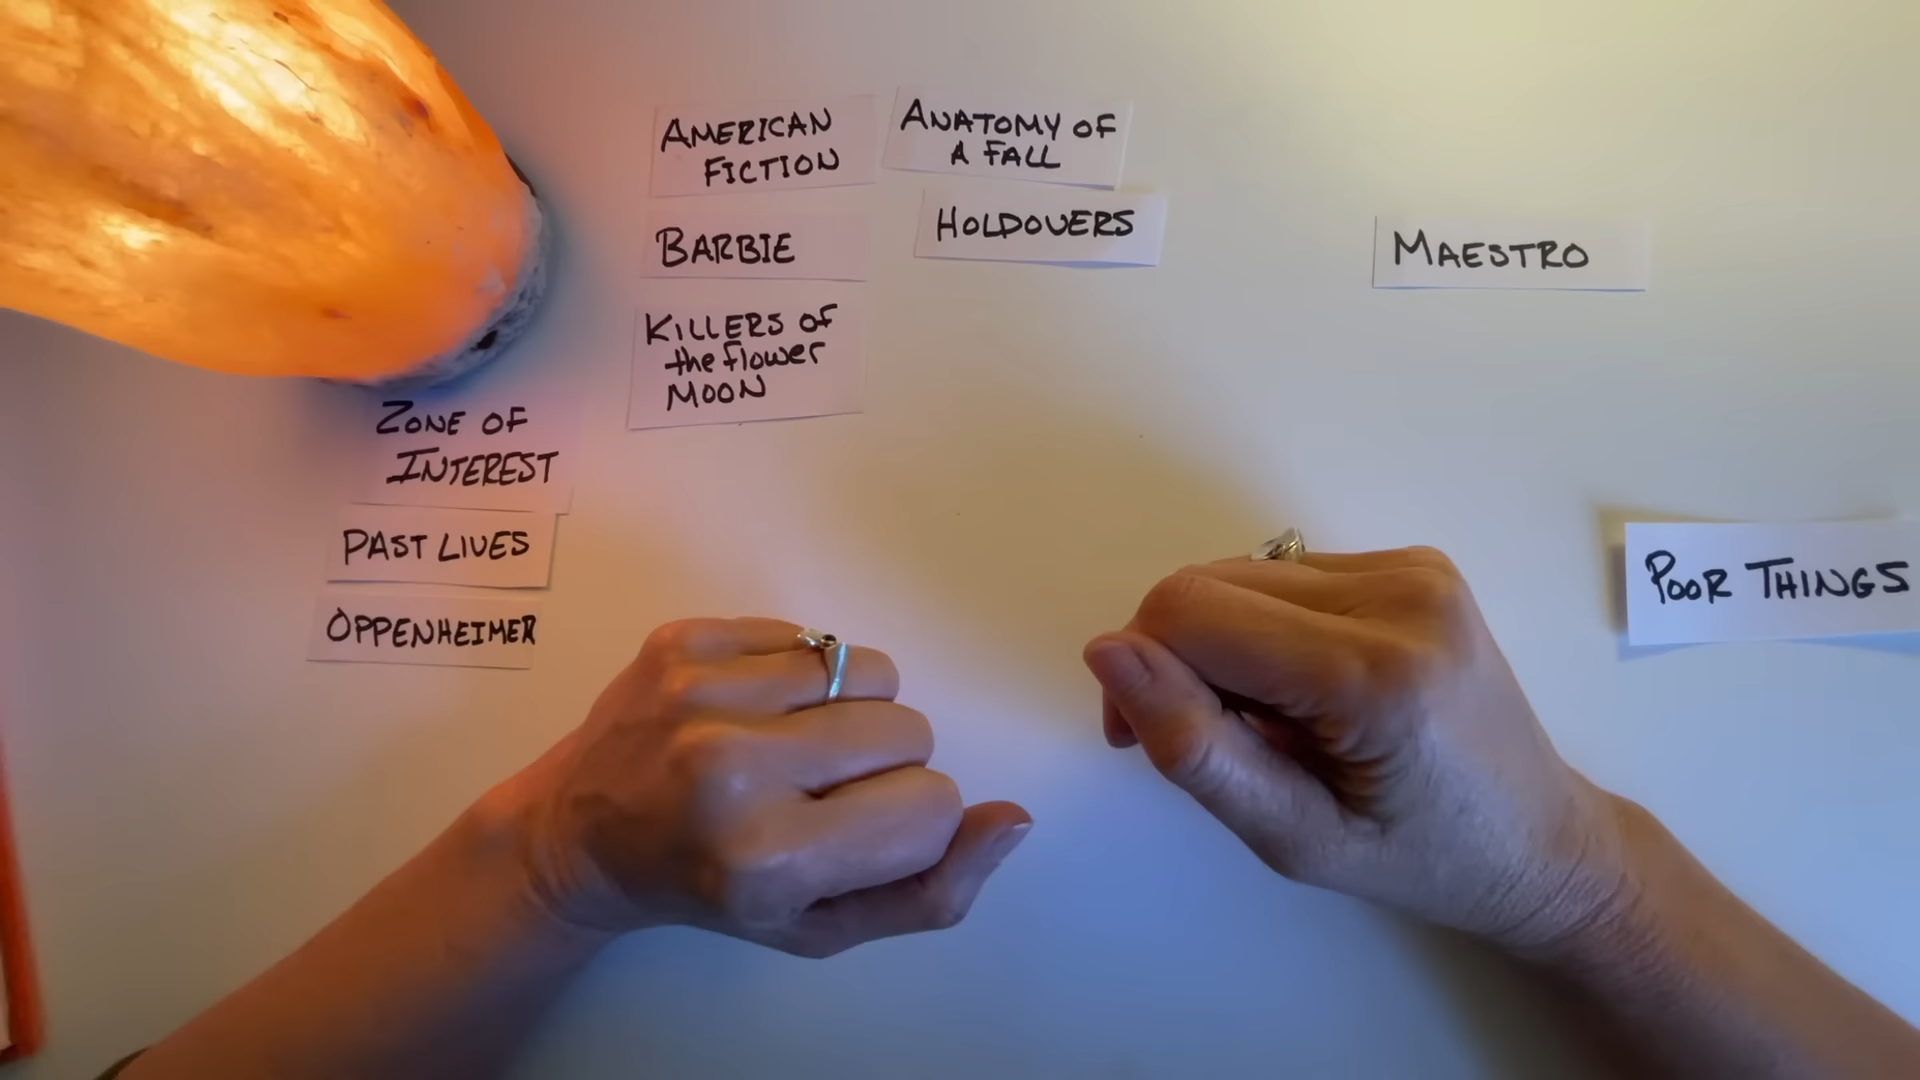 AMERICAN
FICTION
ANATOMY OF
A FALL
BARBIE
HOLDOVERS
MAESTRO
KILLERS OF
the flower
MOON
ZONE OF
INTEREST
PAST LIVES
OPPENHEIMER
POOR THINGS